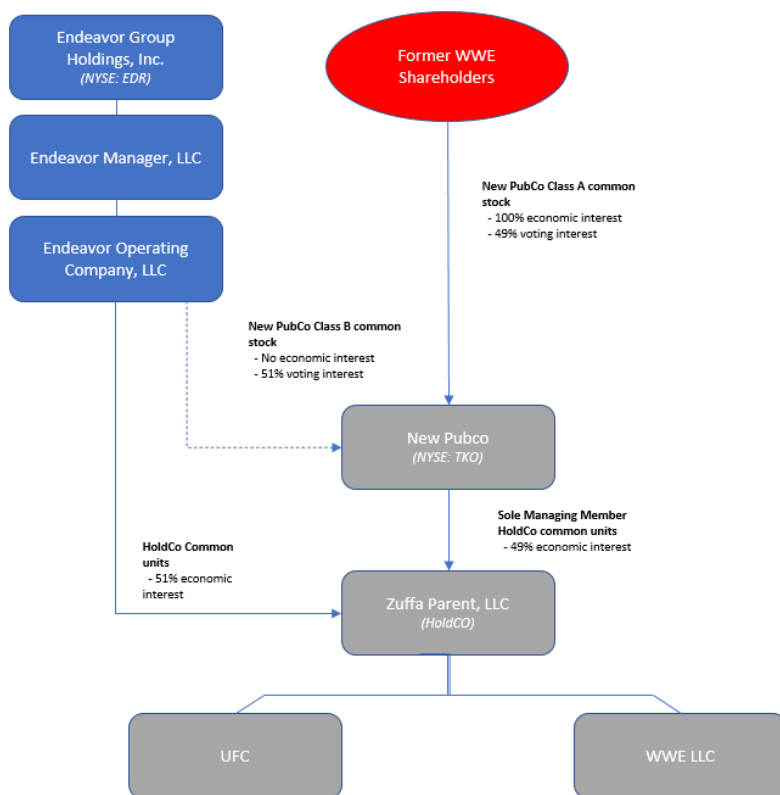 Endeavor Group
Holdings, Inc.
(NYSE: EDR)
Former WWE
Shareholders
Endeavor Manager, LLC
New PubCo Class A common
stock
- 100% economic interest
- 49% voting interest
Endeavor Operating
Company, LLC
New PubCo Class B common
stock
- No economic interest
- 51% voting interest
New Pubco
(NYSE: TKO)
Sole Managing Member
HoldCo common units
- 49% economic interest
HoldCo Common
units
- 51% economic
interest
Zuffa Parent, LLC
(HoldCO)
UFC
WWE LLC